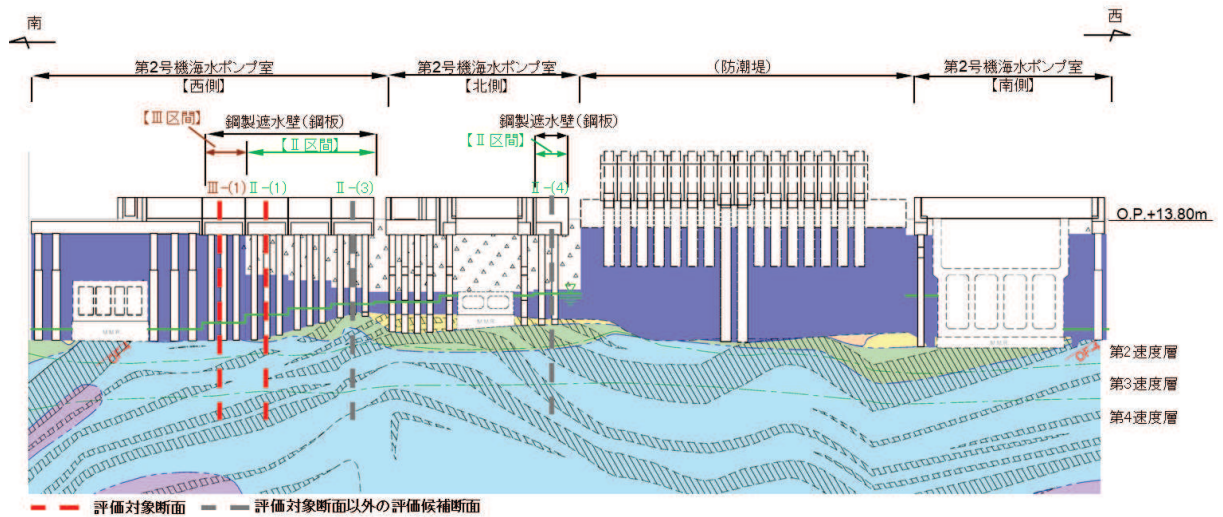 南
西
第2号機海水ポンプ室
【西側】
第2号機海水ポンプ室
【北側】
(防潮堤)
第2号機海水ポンプ室
【南側】
【Ⅲ区間】
鋼製遮水壁(鋼板)
【Ⅱ区間】
鋼製遮水壁(鋼板)
【Ⅱ区間】
Ⅲ-(1)
Ⅱ-(1)
Ⅱ-(3)
Ⅱ-(4)
O.P.+13.80m
OF-4
第2速度層
第3速度層
第4速度層
評価対象断面
評価対象断面以外の評価候補断面